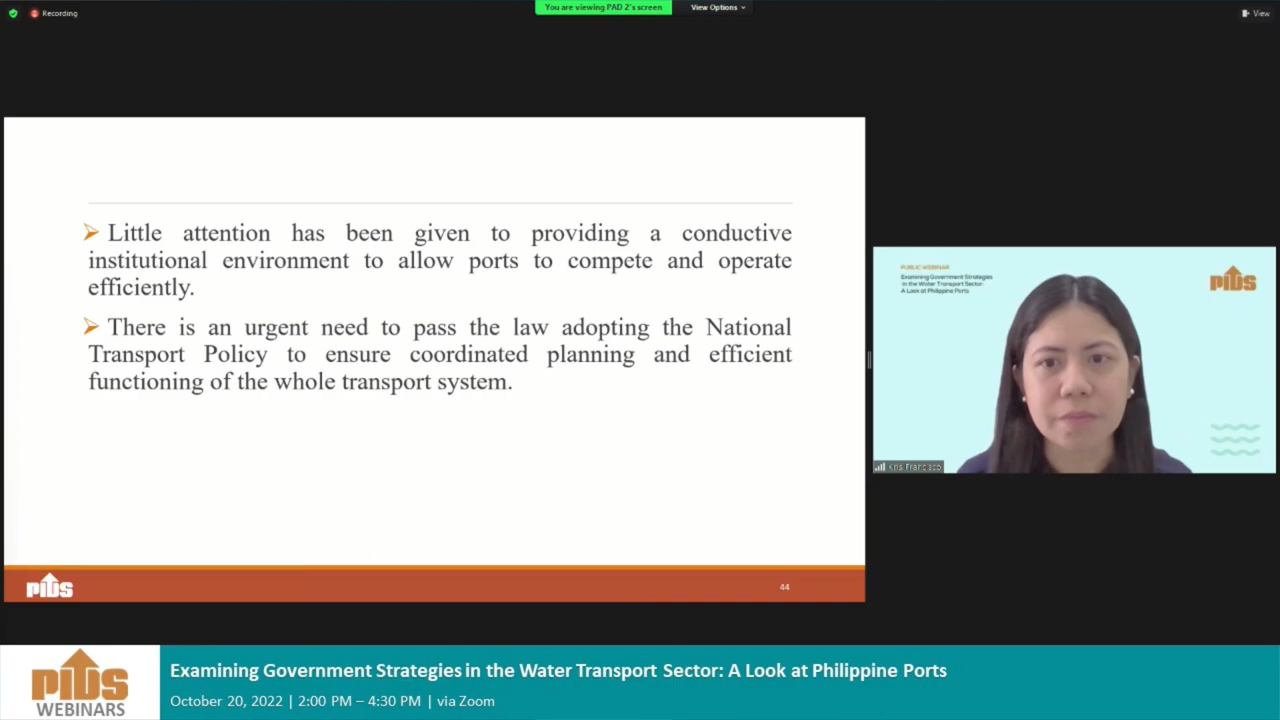 Recording
You are viewing PAD 2's screen
View Options
View
Little attention has been given to providing a conductive
institutional environment to allow ports to compete and operate
efficiently.
There is an urgent need to pass the law adopting the National
Transport Policy to ensure coordinated planning and efficient
functioning of the whole transport system.
PIDS
44
PUBLIC WEBINAR
Examining Government Strategies
in the Water Transport Sector:
A Look at Philippine Ports
PIDS
Kris Francisco
PIDS
WEBINARS
Examining Government Strategies in the Water Transport Sector: A Look at Philippine Ports
October 20, 2022 | 2:00 PM – 4:30 PM | via Zoom